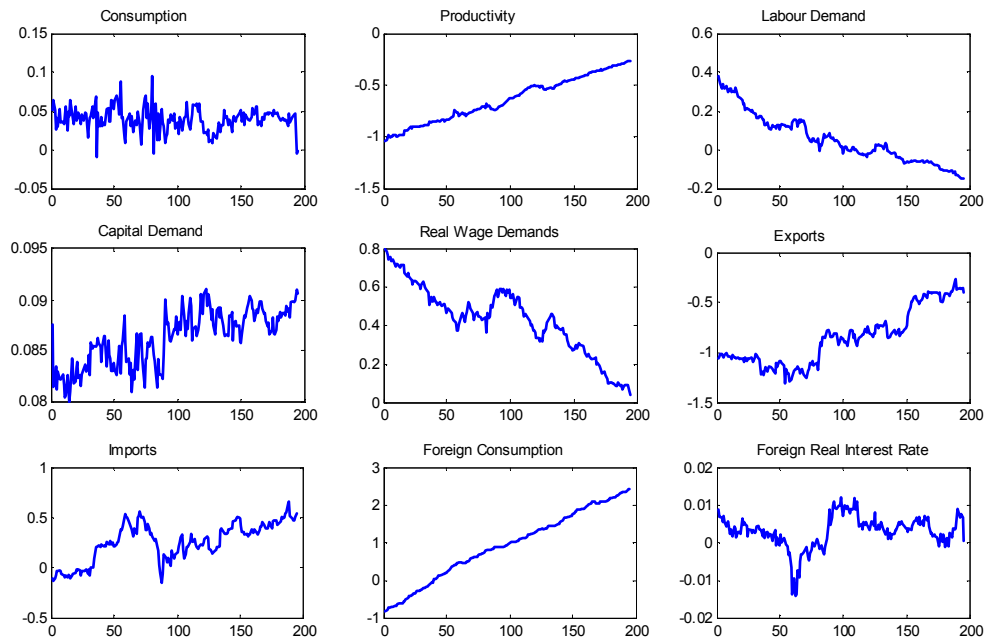 Consumption
0.15
0.1
0.05
0
-0.05
0 50 100 150 200
Productivity
0
-0.5
-1
-1.5
0 50 100 150 200
Labour Demand
0.6
0.4
0.2
0
-0.2
0 50 100 150 200
Capital Demand
0.095
0.09
0.085
0.08
0 50 100 150 200
Real Wage Demands
0.8
0.6
0.4
0.2
0
0 50 100 150 200
Exports
0
-0.5
-1
-1.5
0 50 100 150 200
Imports
1
0.5
0
-0.5
0 50 100 150 200
Foreign Consumption
3
2
1
0
-1
0 50 100 150 200
Foreign Real Interest Rate
0.02
0.01
0
-0.01
-0.02
0 50 100 150 200